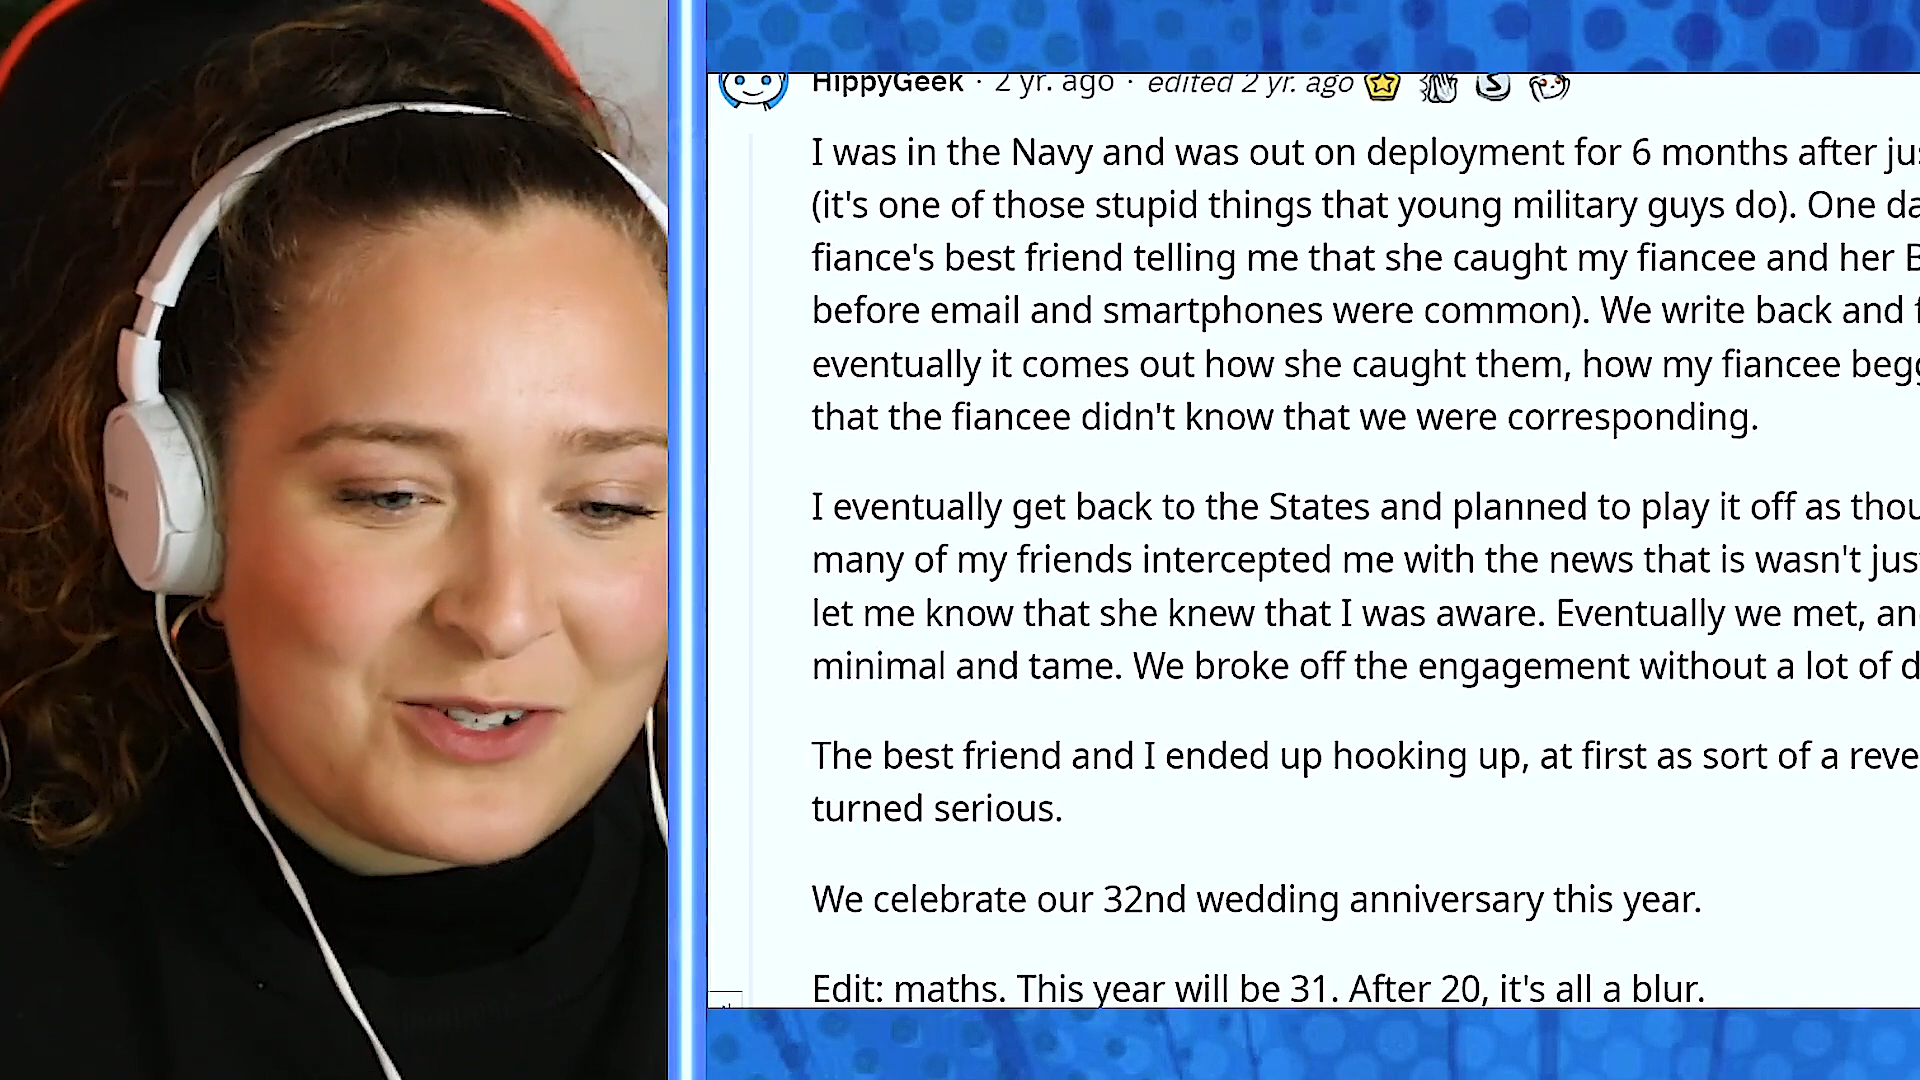 HippyGeek · 2 yr. ago · edited 2 yr. ago
I was in the Navy and was out on deployment for 6 months after
(it's one of those stupid things that young military guys do). One
fiance's best friend telling me that she caught my fiancee and her
before email and smartphones were common). We write back and
eventually it comes out how she caught them, how my fiancee
that the fiancee didn't know that we were corresponding.
I eventually get back to the States and planned to play it off as
many of my friends intercepted me with the news that is wasn't
let me know that she knew that I was aware. Eventually we met,
minimal and tame. We broke off the engagement without a lot of
The best friend and I ended up hooking up, at first as sort of a
turned serious.
We celebrate our 32nd wedding anniversary this year.
Edit: maths. This year will be 31. After 20, it's all a blur.